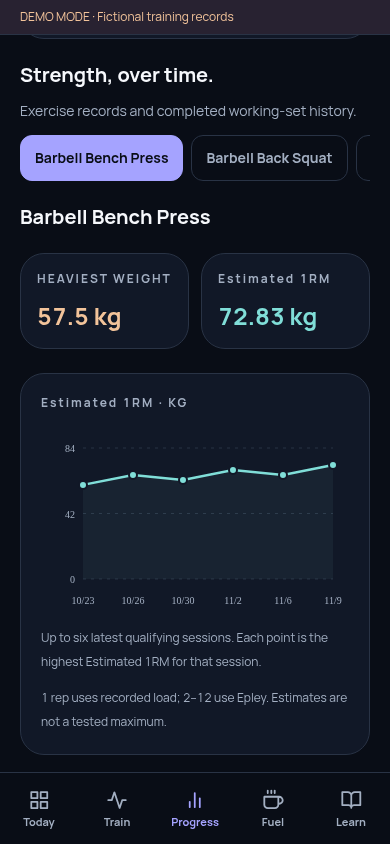 DEMO MODE · Fictional training records
Strength, over time.
Exercise records and completed working-set history.
Barbell Bench Press
Barbell Back Squat
Barbell Bench Press
HEAVIEST WEIGHT
57.5 kg
Estimated 1RM
72.83 kg
Estimated 1RM · KG
84
42
0
10/23 10/26 10/30 11/2 11/6 11/9
Up to six latest qualifying sessions. Each point is the
highest Estimated 1RM for that session.
1 rep uses recorded load; 2–12 use Epley. Estimates are
not a tested maximum.
Today Train Progress Fuel Learn